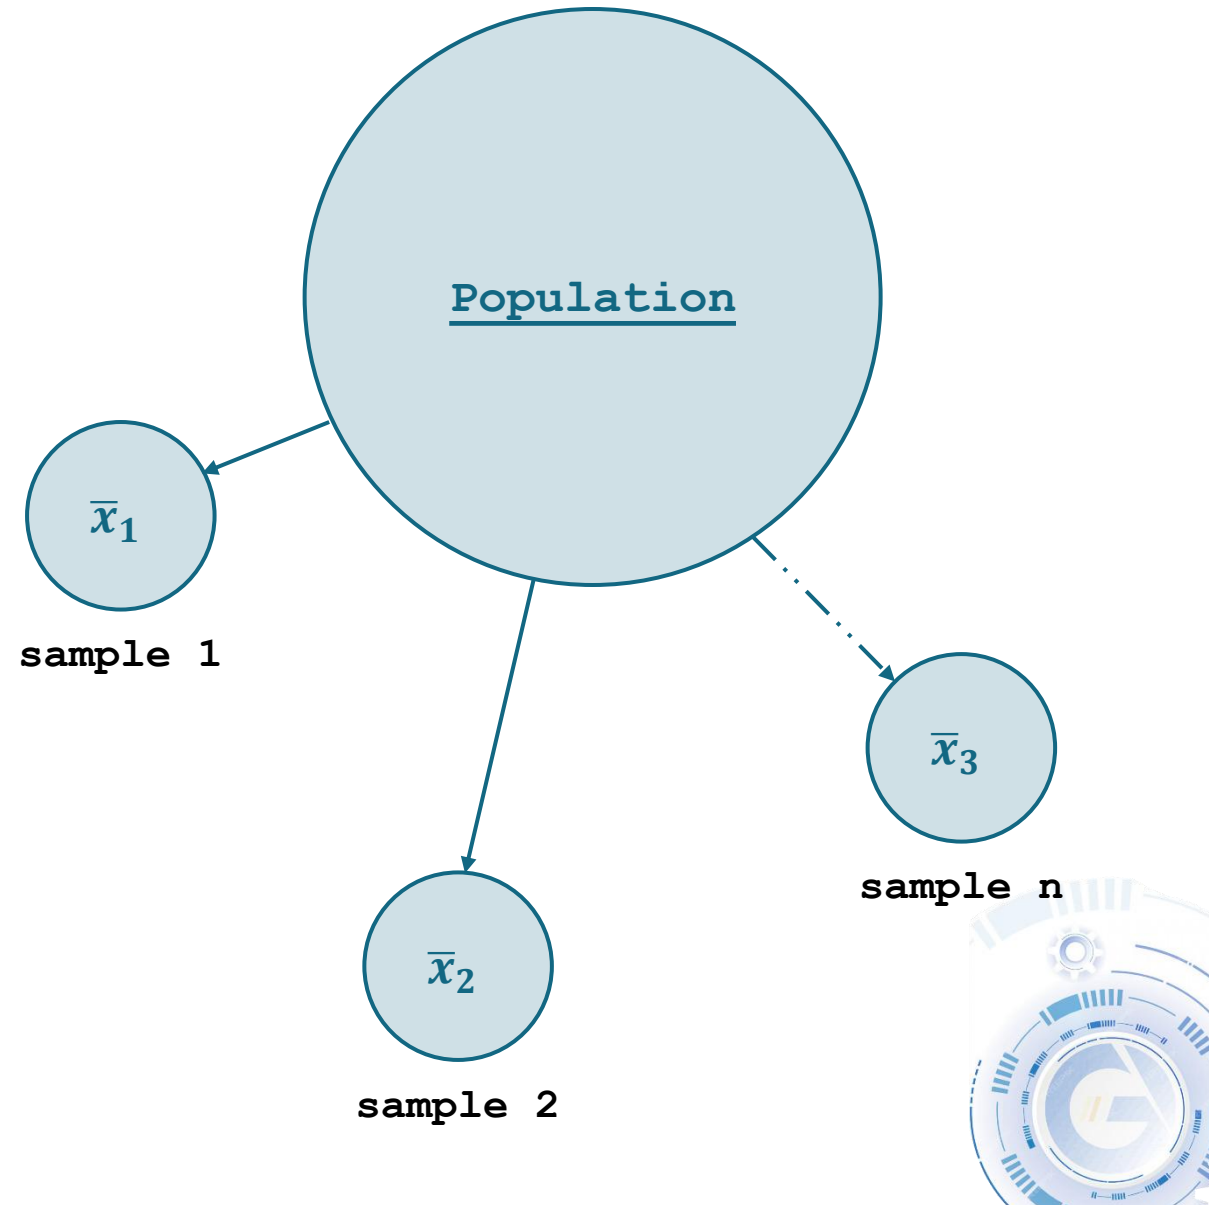 Population
x̅₁
sample 1
x̅₃
sample n
x̅₂
sample 2